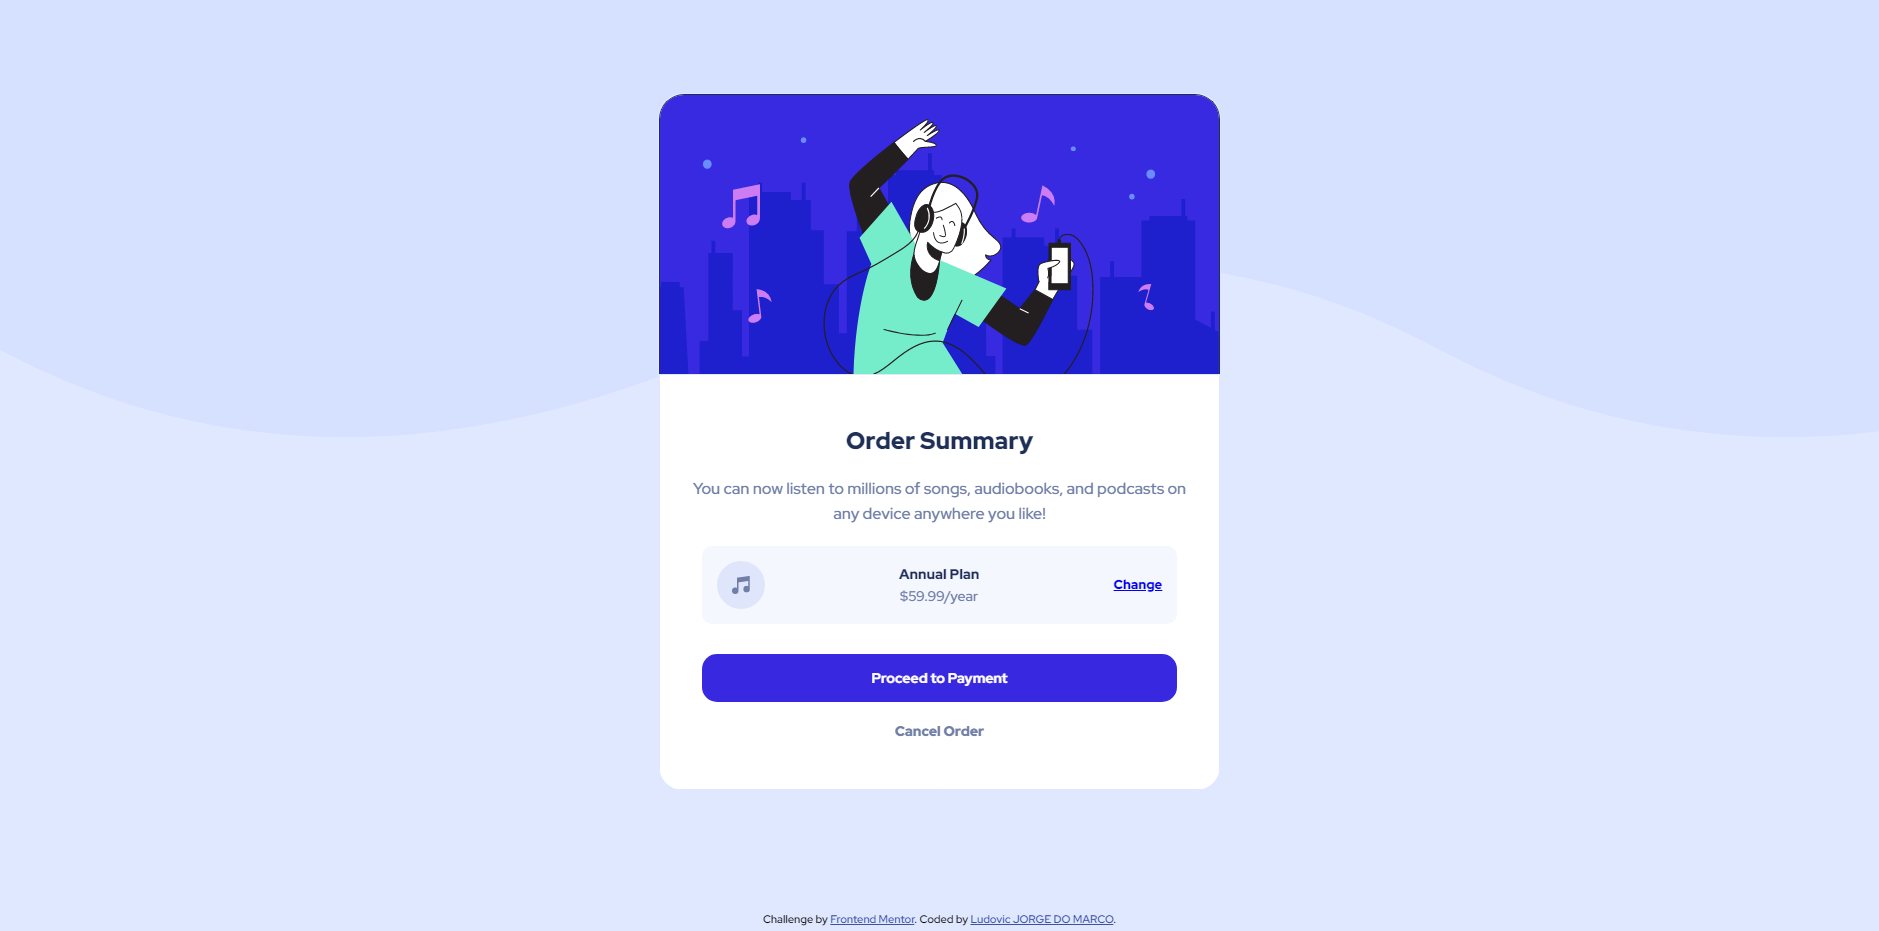 Order Summary
You can now listen to millions of songs, audiobooks, and podcasts on
any device anywhere you like!
Annual Plan
$59.99/year
Change
Proceed to Payment
Cancel Order
Challenge by Frontend Mentor. Coded by Ludovic JORGE DO MARCO.